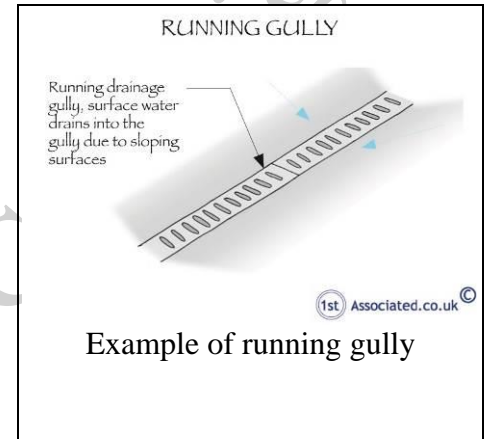 RUNNING GULLY
Running drainage
gully, surface water
drains into the
gully due to sloping
surfaces
1st Associated.co.uk ©
Example of running gully